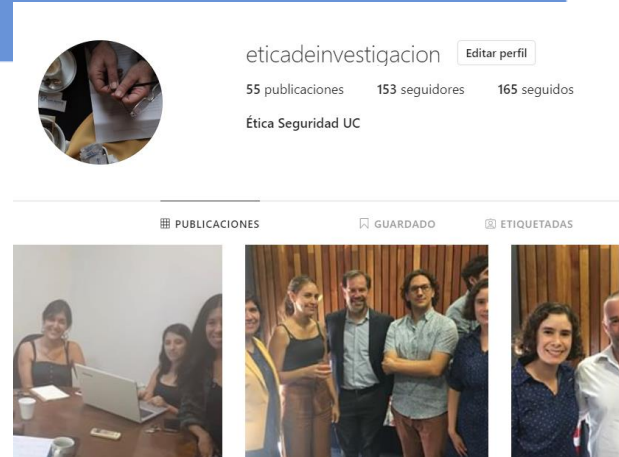 eticadeinvestigacion Editar perfil
55 publicaciones 153 seguidores 165 seguidos
Ética Seguridad UC
PUBLICACIONES GUARDADO ETIQUETADAS